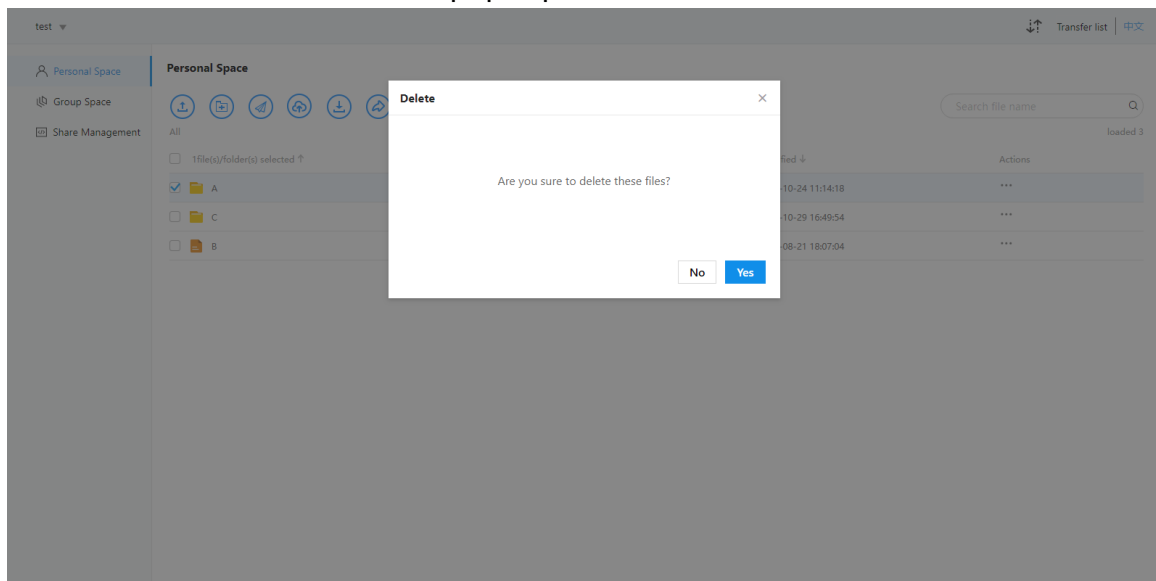 test
Transfer list 中文
Personal Space
Group Space
Share Management
Personal Space
Search file name
All
loaded 3
1file(s)/folder(s) selected ↑
fied ↓
Actions
A
-10-24 11:14:18
...
C
-10-29 16:49:54
...
B
-08-21 18:07:04
...
Delete
Are you sure to delete these files?
No
Yes